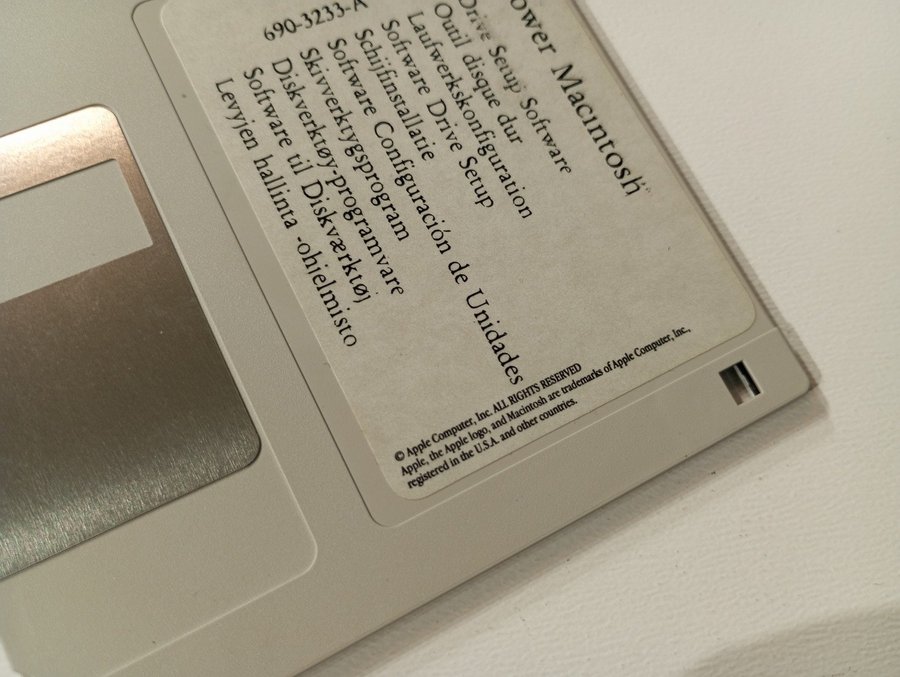 ower Macintosh™
Drive Setup Software
Outil disque dur
Laufwerkskonfiguration
Software Drive Setup
Schijfinstallatie
Software Configuración de Unidades
Skivverktygsprogram
Diskverktøy-programvare
Software til Diskværktøj
Levyjen hallinta -ohjelmisto
690-3233-A
© Apple Computer, Inc. ALL RIGHTS RESERVED
Apple, the Apple logo, and Macintosh are trademarks of Apple Computer, Inc.,
registered in the U.S.A. and other countries.